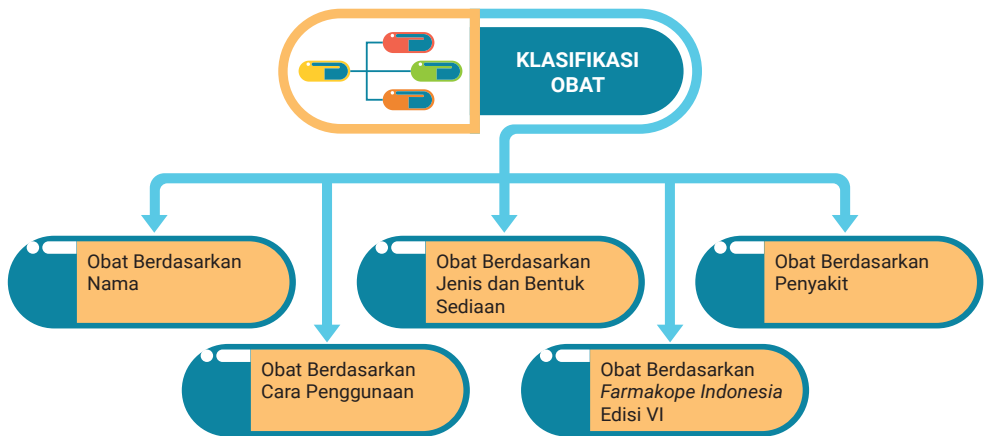 KLASIFIKASI
OBAT
Obat Berdasarkan
Nama
Obat Berdasarkan
Jenis dan Bentuk
Sediaan
Obat Berdasarkan
Penyakit
Obat Berdasarkan
Cara Penggunaan
Obat Berdasarkan
Farmakope Indonesia
Edisi VI